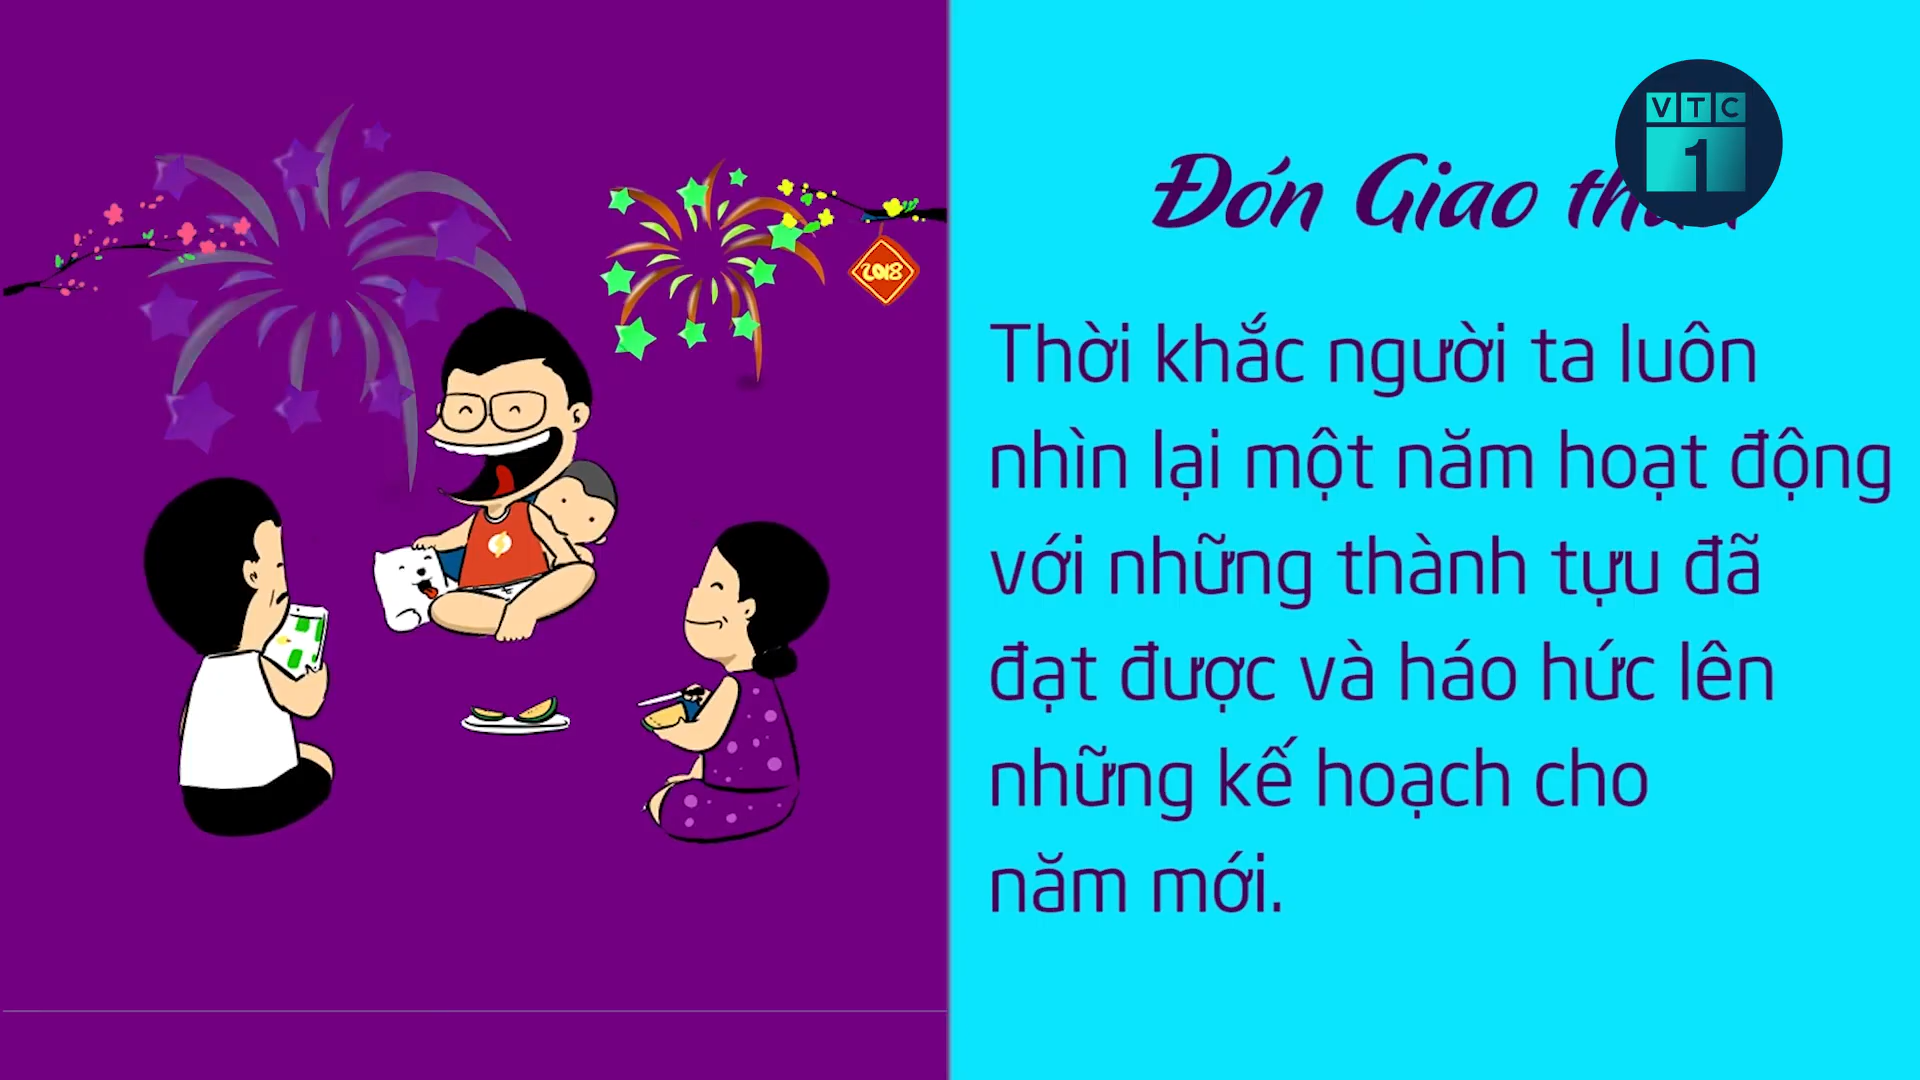 VTC
1
Đón Giao
2018
Thời khắc người ta luôn
nhìn lại một năm hoạt động
với những thành tựu đã
đạt được và háo hức lên
những kế hoạch cho
năm mới.